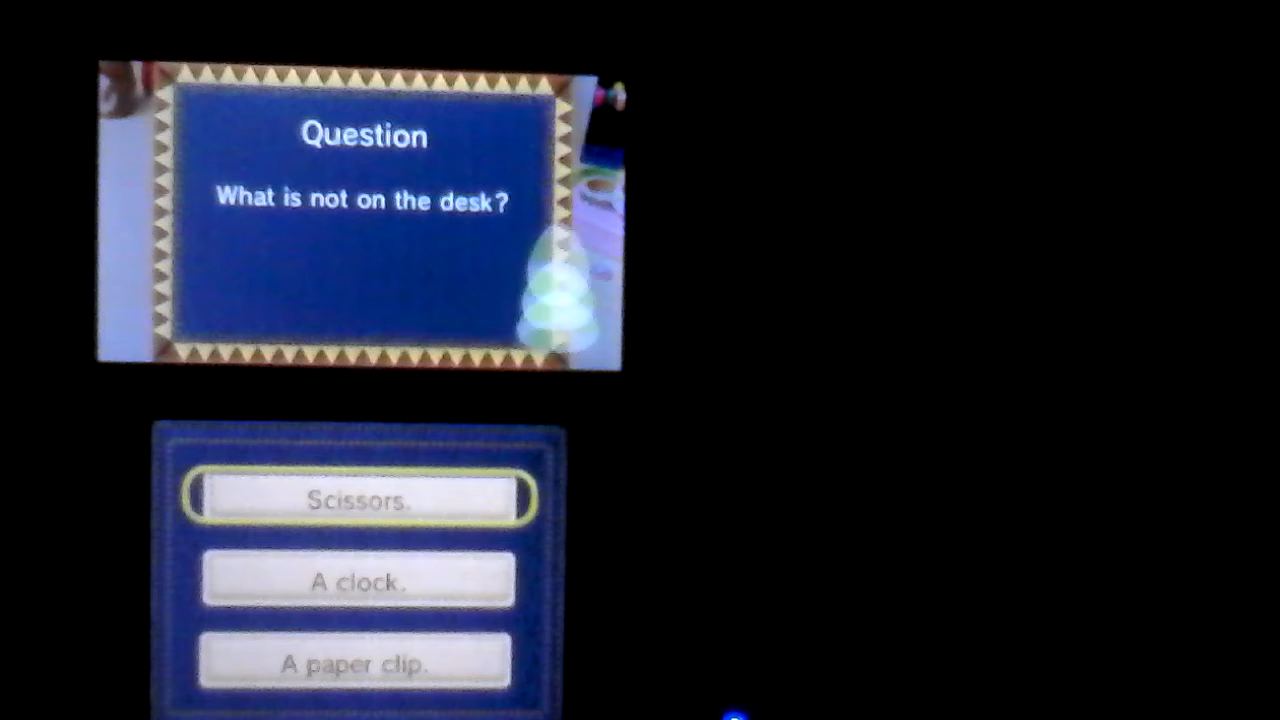 Question
What is not on the desk?
Scissors.
A clock.
A paper clip.